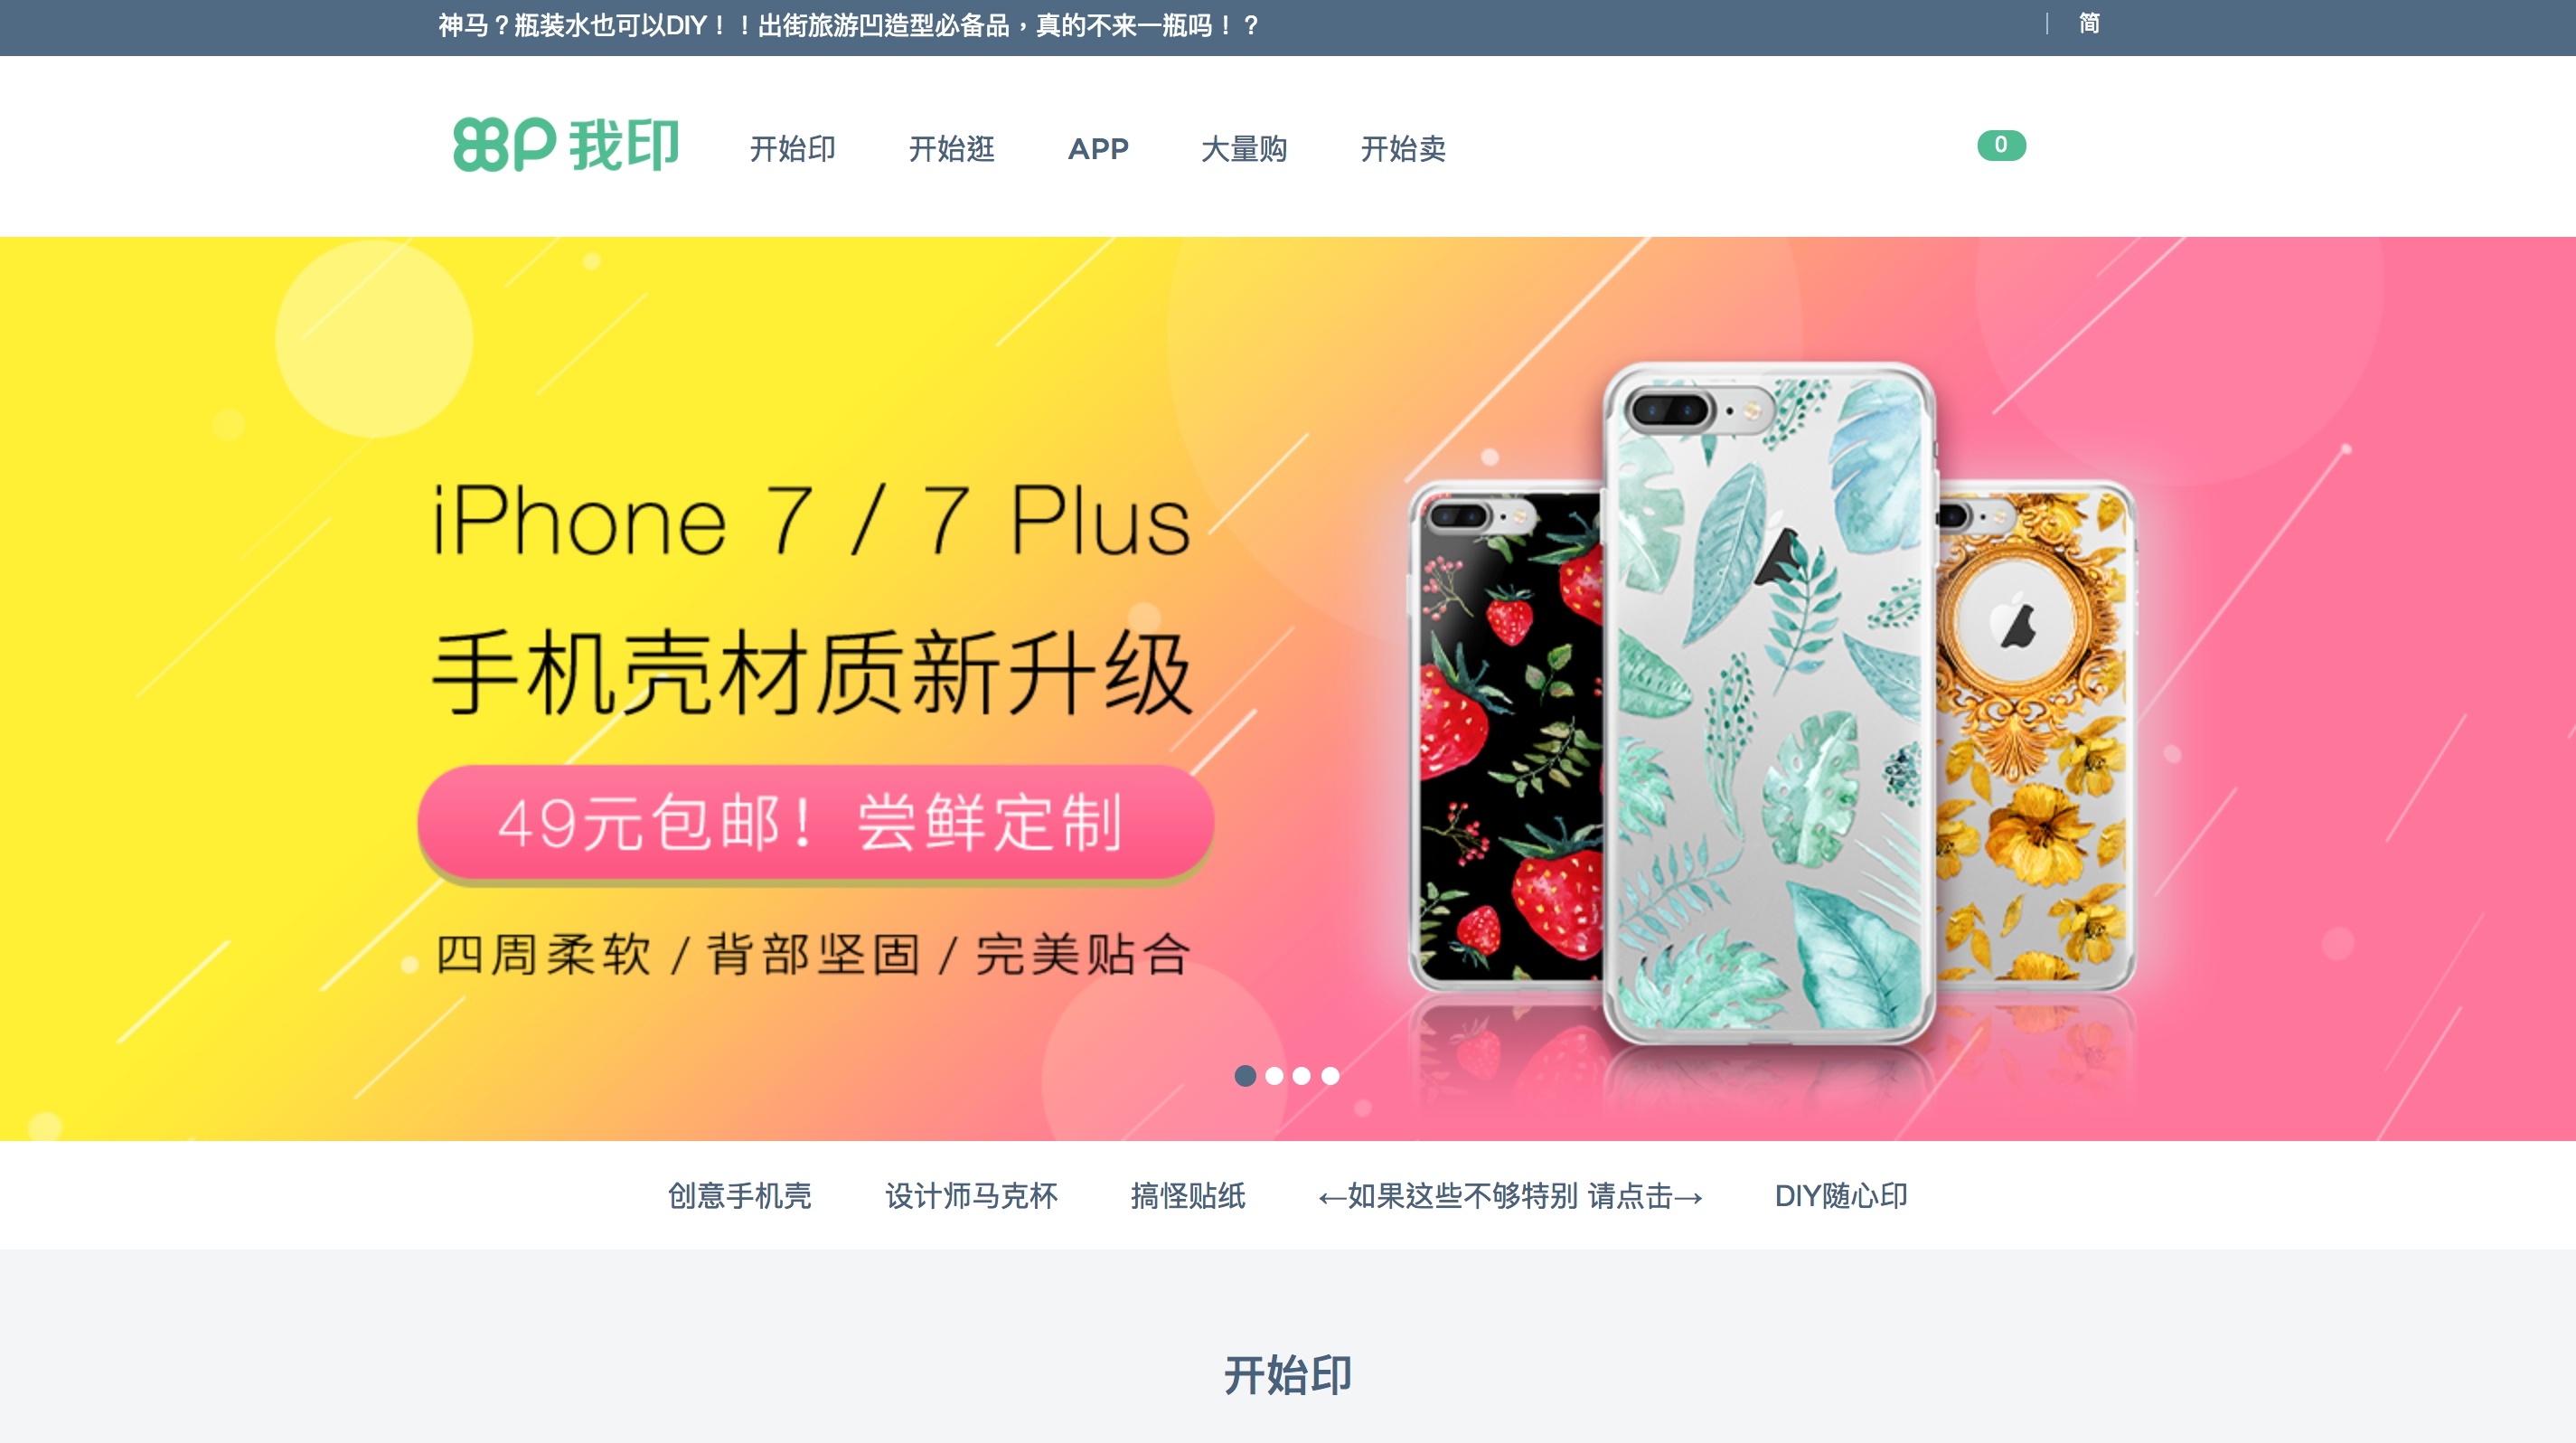 神马？瓶装水也可以DIY！！出街旅游凹造型必备品，真的不来一瓶吗！？
简
我印 开始印 开始逛 APP 大量购 开始卖 0
iPhone 7 / 7 Plus
手机壳材质新升级
49元包邮！尝鲜定制
四周柔软 / 背部坚固 / 完美贴合
创意手机壳 设计师马克杯 搞怪贴纸 ←如果这些不够特别 请点击→ DIY随心印
开始印